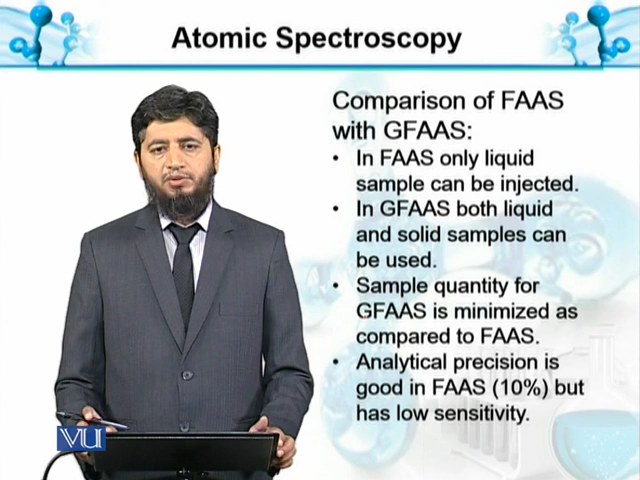 Atomic Spectroscopy
Comparison of FAAS
with GFAAS:
• In FAAS only liquid
sample can be injected.
• In GFAAS both liquid
and solid samples can
be used.
• Sample quantity for
GFAAS is minimized as
compared to FAAS.
• Analytical precision is
good in FAAS (10%) but
has low sensitivity.
VU